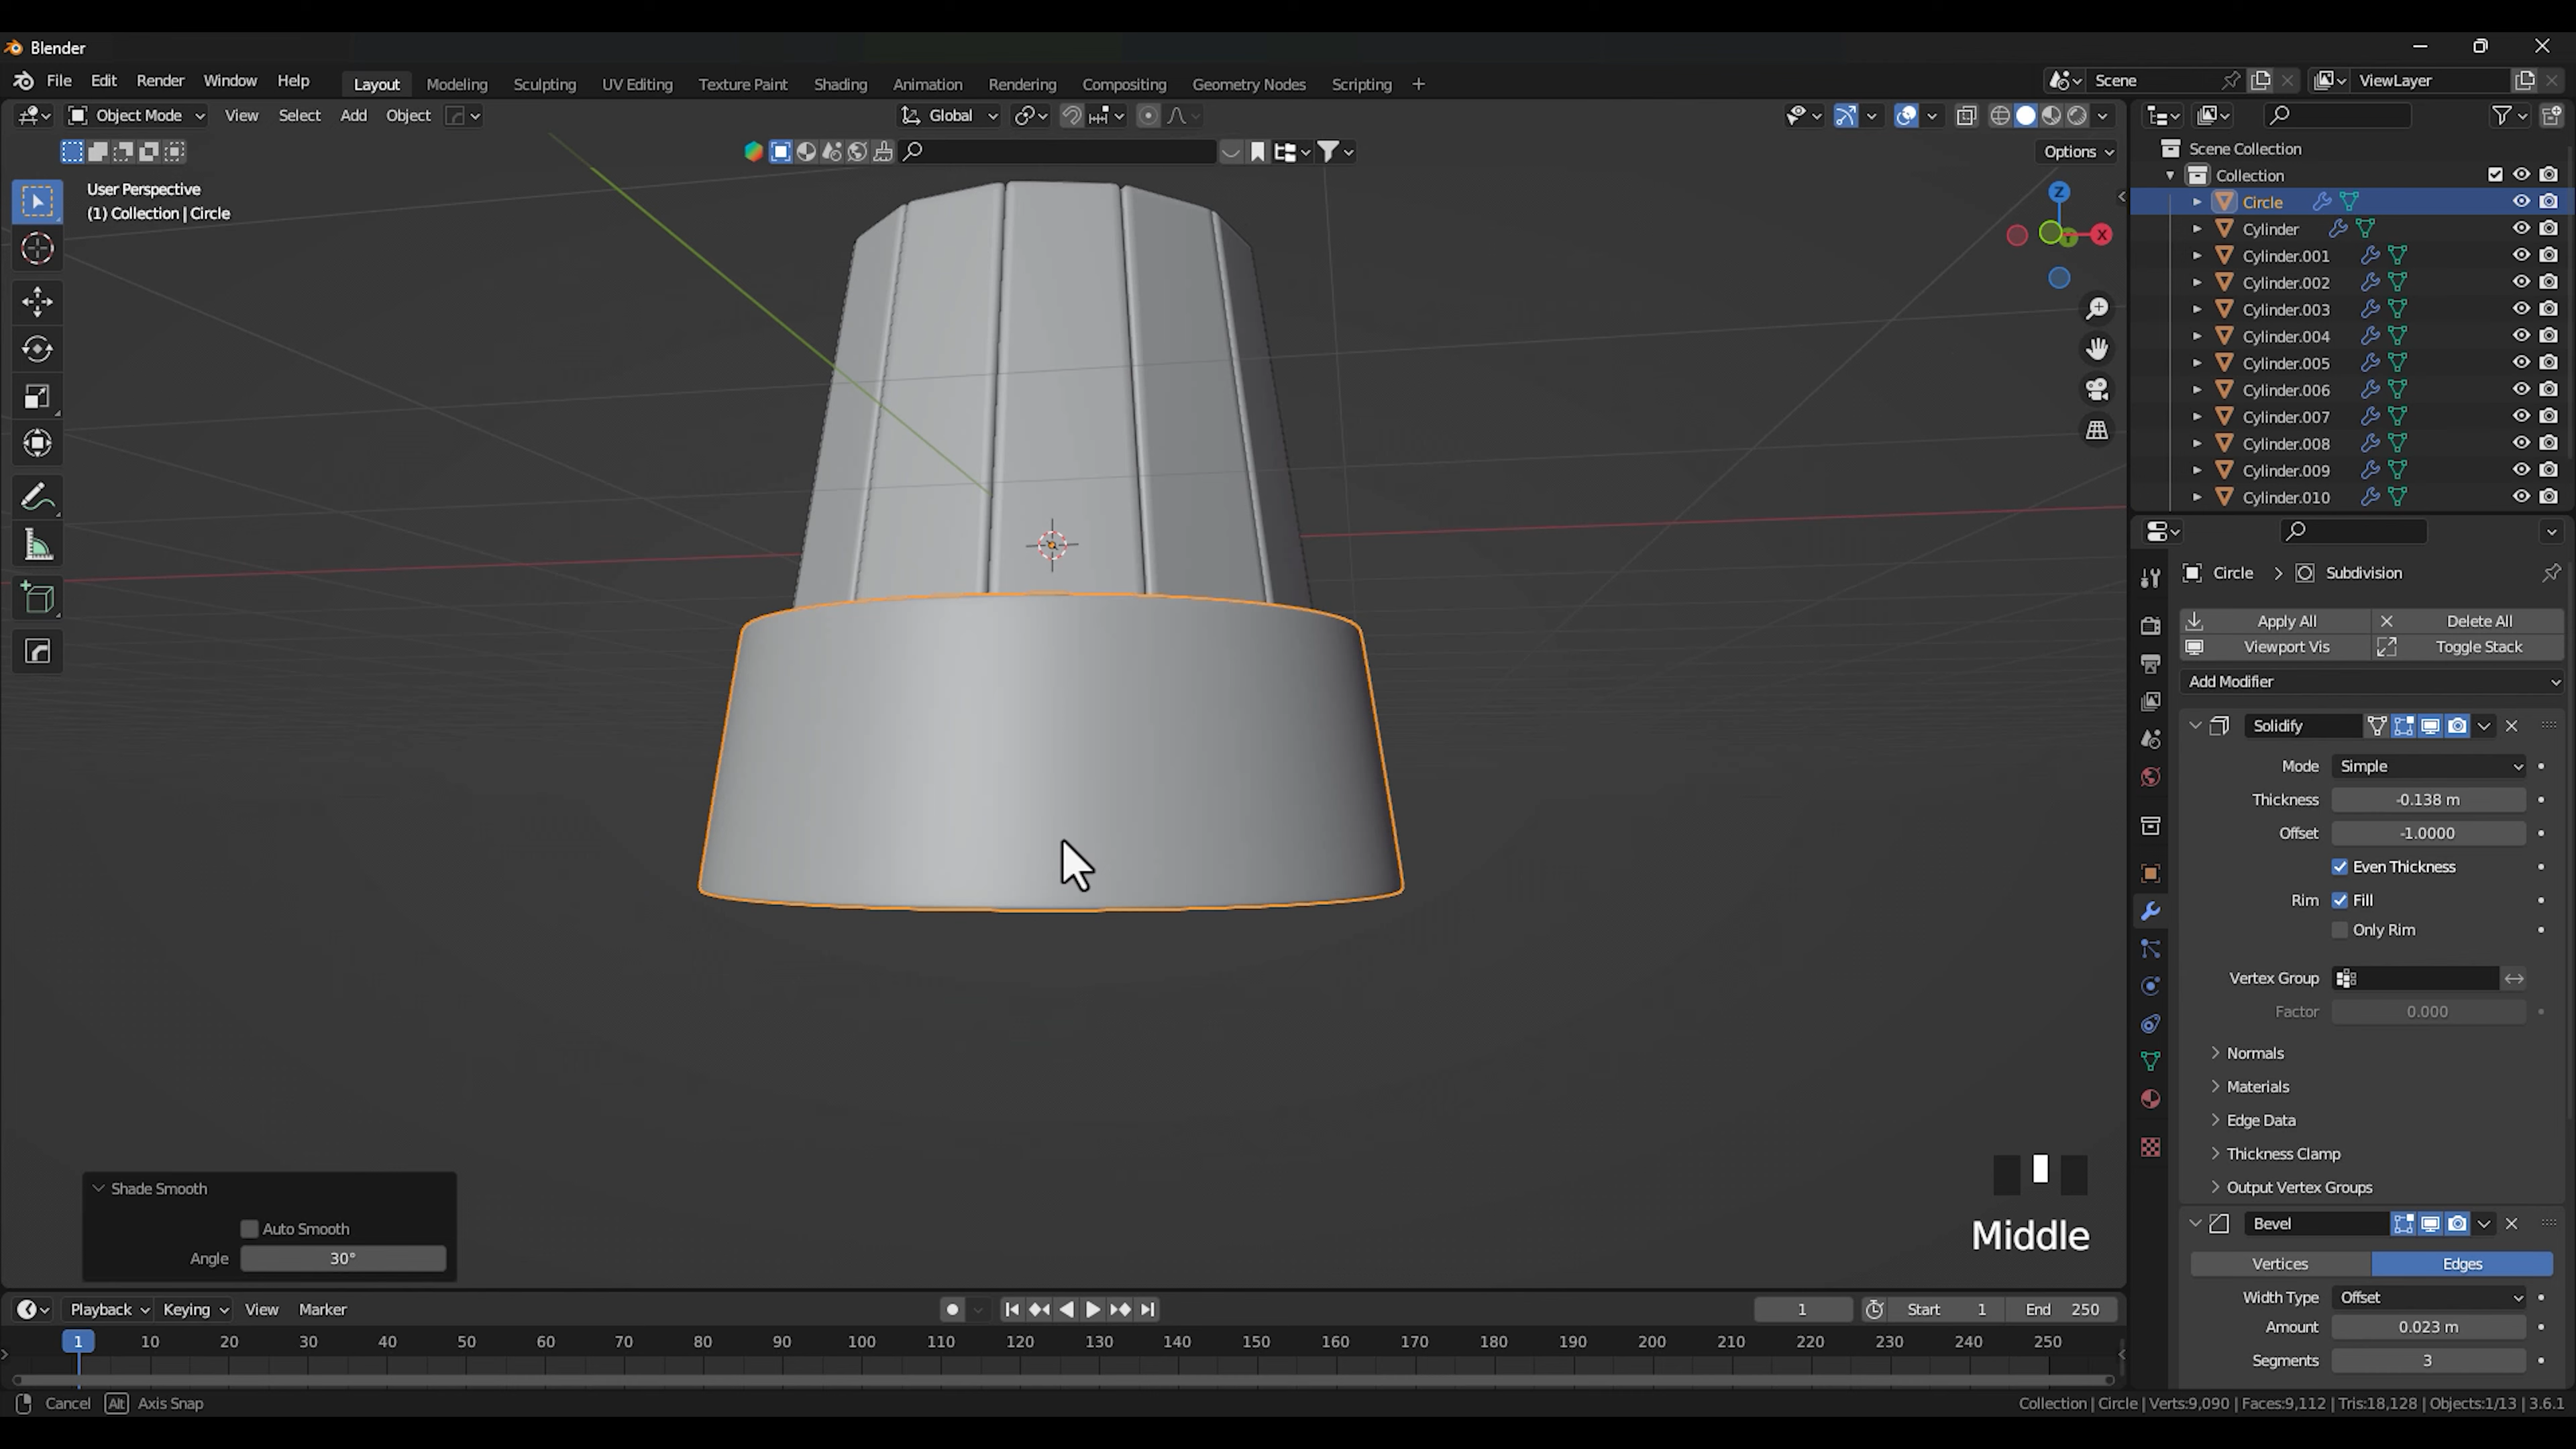 Blender
File Edit Render Window Help Layout Modeling Sculpting UV Editing Texture Paint Shading Animation Rendering Compositing Geometry Nodes Scripting + Scene ViewLayer
Object Mode View Select Add Object Global
Options
User Perspective
(1) Collection | Circle
Z
X
Scene Collection
Collection
Circle
Cylinder
Cylinder.001
Cylinder.002
Cylinder.003
Cylinder.004
Cylinder.005
Cylinder.006
Cylinder.007
Cylinder.008
Cylinder.009
Cylinder.010
Circle > Subdivision
Apply All Delete All
Viewport Vis Toggle Stack
Add Modifier
Solidify
Mode Simple
Thickness -0.138 m
Offset -1.0000
Even Thickness
Rim Fill
Only Rim
Vertex Group
Factor 0.000
Normals
Materials
Edge Data
Thickness Clamp
Output Vertex Groups
Bevel
Vertices Edges
Width Type Offset
Amount 0.023 m
Segments 3
Shade Smooth
Auto Smooth
Angle 30°
Middle
Playback Keying View Marker 1 Start 1 End 250
1 10 20 30 40 50 60 70 80 90 100 110 120 130 140 150 160 170 180 190 200 210 220 230 240 250
Cancel Alt Axis Snap Collection | Circle | Verts:9,090 | Faces:9,112 | Tris:18,128 | Objects:1/13 | 3.6.1